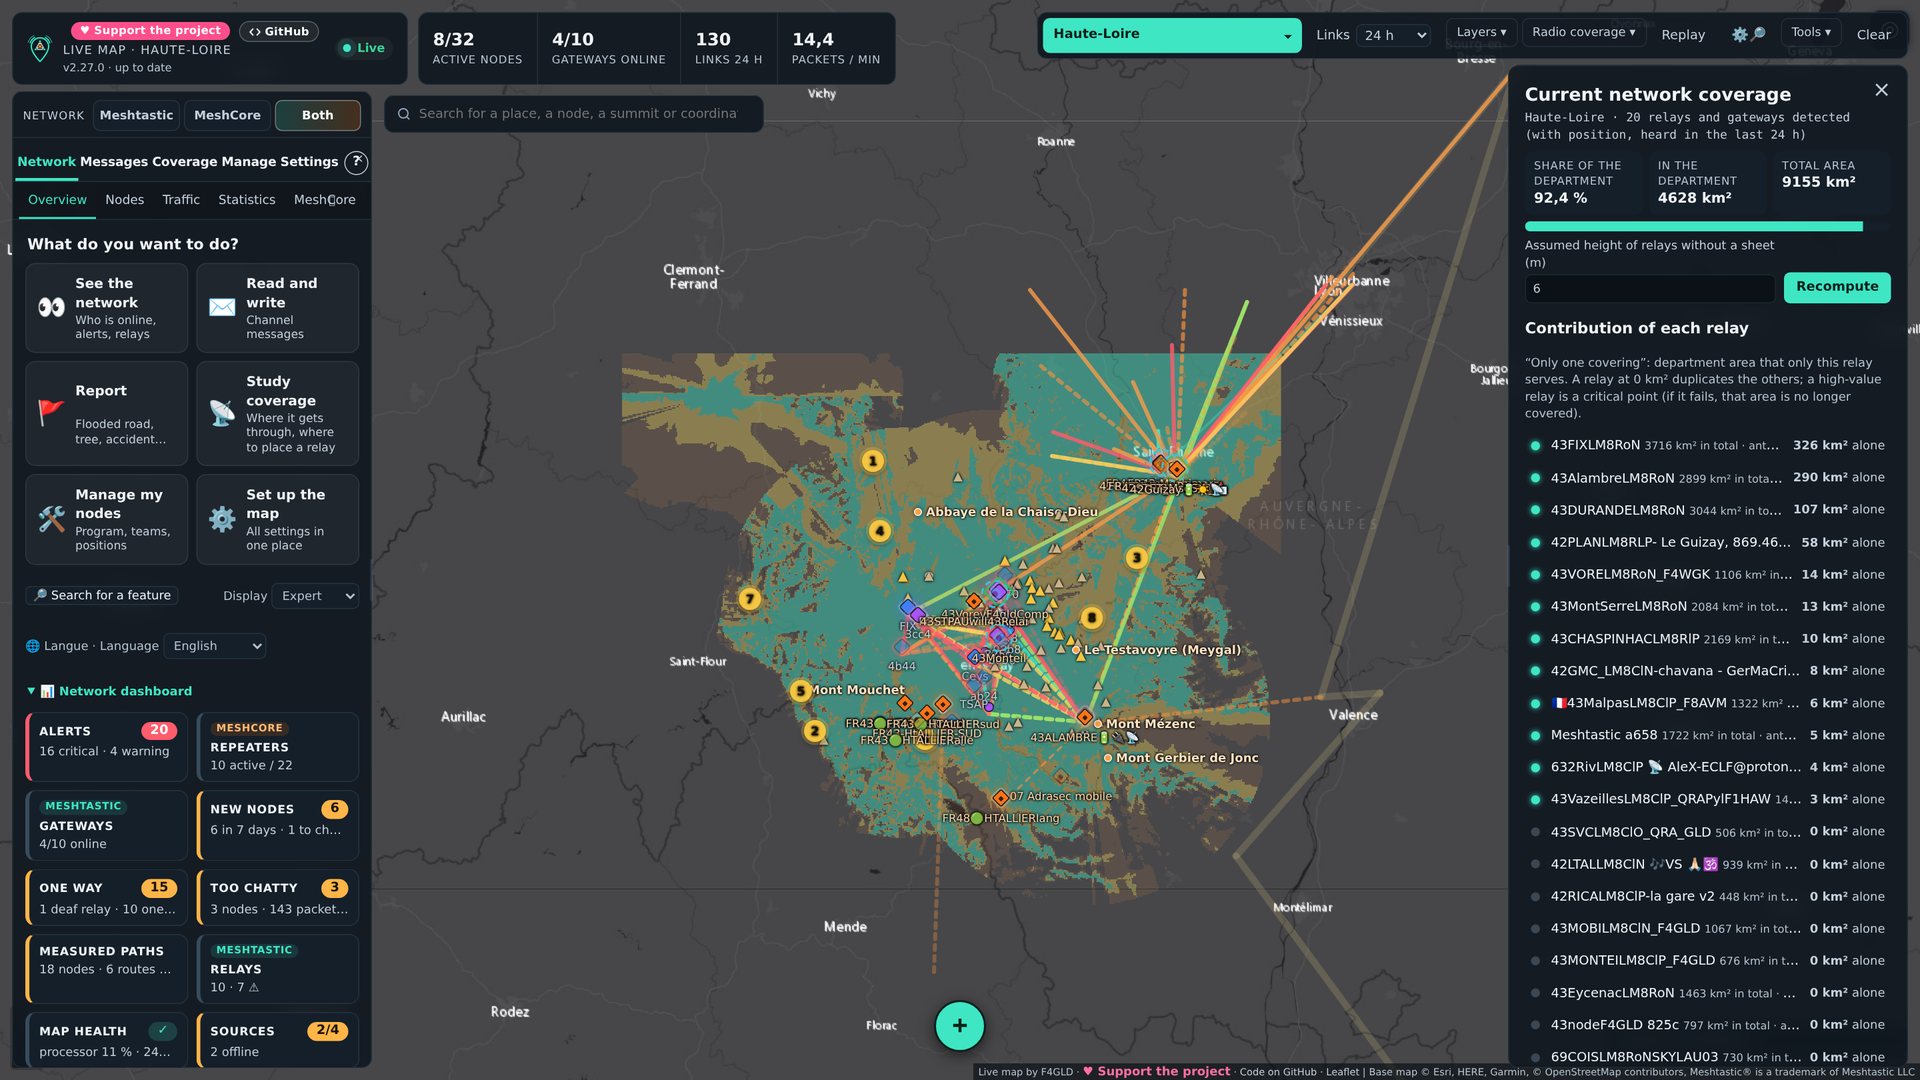 ♥ Support the project
GitHub
LIVE MAP · HAUTE-LOIRE
v2.27.0 · up to date
Live
8/32
ACTIVE NODES
4/10
GATEWAYS ONLINE
130
LINKS 24 H
14,4
PACKETS / MIN
Haute-Loire
Links
24 h
Layers ▾
Radio coverage ▾
Replay
Tools ▾
Clear
NETWORK
Meshtastic
MeshCore
Both
Network Messages Coverage Manage Settings
?
Overview
Nodes
Traffic
Statistics
MeshCore
What do you want to do?
See the
network
Who is online,
alerts, relays
Read and
write
Channel
messages
Report
Flooded road,
tree, accident…
Study
coverage
Where it gets
through, where
to place a relay
Manage my
nodes
Program, teams,
positions
Set up the
map
All settings in
one place
Search for a feature
Display
Expert
Langue · Language
English
▼ Network dashboard
ALERTS
20
16 critical · 4 warning
MESHCORE
REPEATERS
10 active / 22
MESHTASTIC
GATEWAYS
4/10 online
NEW NODES
6
6 in 7 days · 1 to ch…
ONE WAY
15
1 deaf relay · 10 one…
TOO CHATTY
3
3 nodes · 143 packet…
MEASURED PATHS
18 nodes · 6 routes …
MESHTASTIC
RELAYS
10 · 7 ⚠
MAP HEALTH
✓
processor 11 % · 24…
SOURCES
2/4
2 offline
Search for a place, a node, a summit or coordina
Vichy
Roanne
Bourg-en-
Bresse
Geneva
Clermont-
Ferrand
Villeurbanne
Lyon
Vénissieux
Bourgo
Jallieu
AUVERGNE-
RHÔNE- ALPES
Abbaye de la Chaise-Dieu
1
4
3
7
8
5
2
42Guizay
3cc4
4b44
43STPAUwill43Relai
43Monteil
Ceys
ab24
Le Testavoyre (Meygal)
Saint-Flour
Mont Mouchet
Aurillac
Valence
Mont Mézenc
43ALAMBRE
Mont Gerbier de Jonc
07 Adrasec mobile
FR48 HTALLIERlang
Mende
Montélimar
Rodez
Florac
+
Current network coverage
Haute-Loire · 20 relays and gateways detected
(with position, heard in the last 24 h)
SHARE OF THE
DEPARTMENT
92,4 %
IN THE
DEPARTMENT
4628 km²
TOTAL AREA
9155 km²
Assumed height of relays without a sheet
(m)
6
Recompute
Contribution of each relay
“Only one covering”: department area that only this relay
serves. A relay at 0 km² duplicates the others; a high-value
relay is a critical point (if it fails, that area is no longer
covered).
43FIXLM8RoN 3716 km² in total · ant… 326 km² alone
43AlambreLM8RoN 2899 km² in tota… 290 km² alone
43DURANDELM8RoN 3044 km² in to… 107 km² alone
42PLANLM8RLP- Le Guizay, 869.46… 58 km² alone
43VORELM8RoN_F4WGK 1106 km² in… 14 km² alone
43MontSerreLM8RoN 2084 km² in tot… 13 km² alone
43CHASPINHACLM8RlP 2169 km² in t… 10 km² alone
42GMC_LM8ClN-chavana - GerMaCri… 8 km² alone
🇫🇷43MalpasLM8ClP_F8AVM 1322 km² … 6 km² alone
Meshtastic a658 1722 km² in total · ant… 5 km² alone
632RivLM8ClP 📡 AleX-ECLF@proton… 4 km² alone
43VazeillesLM8ClP_QRAPylF1HAW 14… 3 km² alone
43SVCLM8ClO_QRA_GLD 506 km² in to… 0 km² alone
42LTALLM8ClN 🎶VS 🙏🏻🕉 939 km² in … 0 km² alone
42RICALM8ClP-la gare v2 448 km² in t… 0 km² alone
43MOBILM8ClN_F4GLD 1067 km² in tot… 0 km² alone
43MONTEILM8ClP_F4GLD 676 km² in t… 0 km² alone
43EycenacLM8RoN 1463 km² in total · … 0 km² alone
43nodeF4GLD 825c 797 km² in total · a… 0 km² alone
69COISLM8RoNSKYLAU03 730 km² in t… 0 km² alone
Live map by F4GLD · ♥ Support the project · Code on GitHub · Leaflet | Base map © Esri, HERE, Garmin, © OpenStreetMap contributors, Meshtastic® is a trademark of Meshtastic LLC